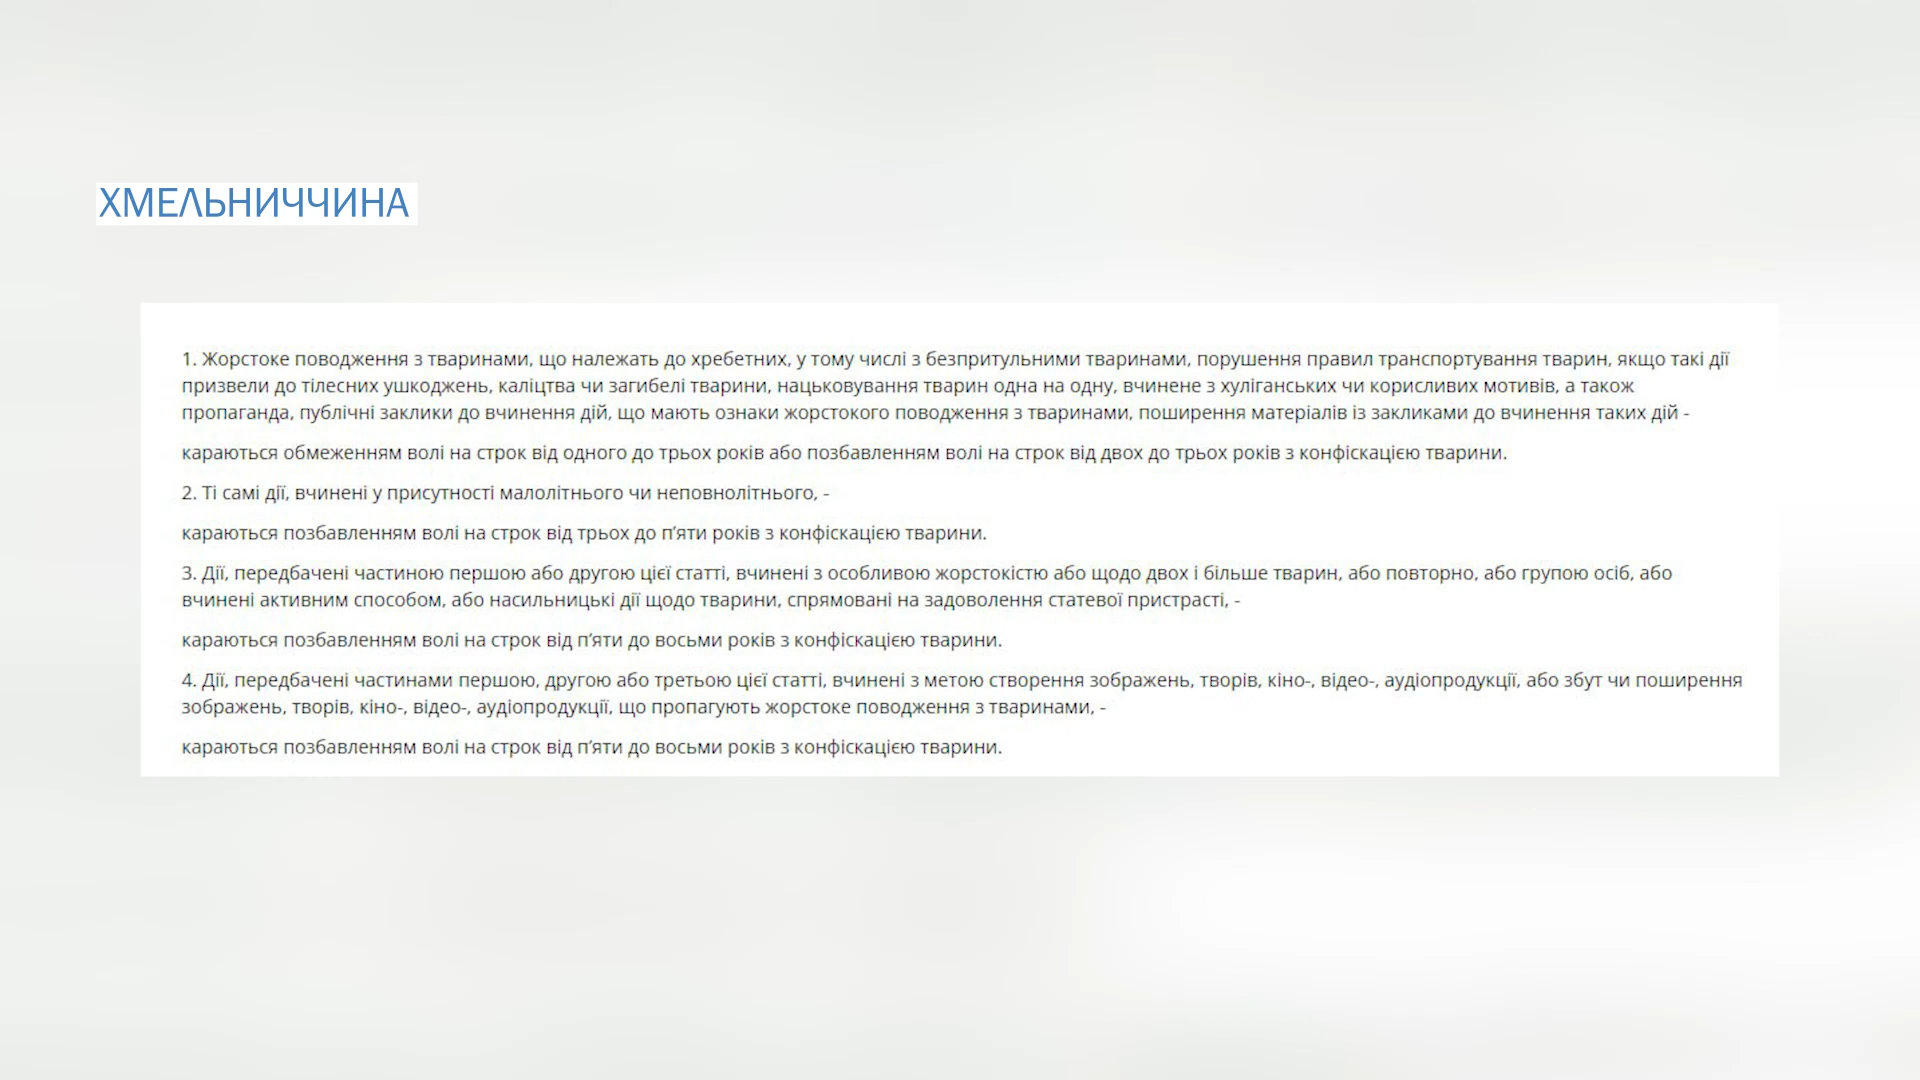 ХМЕЛЬНИЧЧИНА
1. Жорстоке поводження з тваринами, що належать до хребетних, у тому числі з безпритульними тваринами, порушення правил транспортування тварин, якщо такі дії
призвели до тілесних ушкоджень, каліцтва чи загибелі тварини, нацьковування тварин одна на одну, вчинене з хуліганських чи корисливих мотивів, а також
пропаганда, публічні заклики до вчинення дій, що мають ознаки жорстокого поводження з тваринами, поширення матеріалів із закликами до вчинення таких дій -
караються обмеженням волі на строк від одного до трьох років або позбавленням волі на строк від двох до трьох років з конфіскацією тварини.
2. Ті самі дії, вчинені у присутності малолітнього чи неповнолітнього, -
караються позбавленням волі на строк від трьох до п’яти років з конфіскацією тварини.
3. Дії, передбачені частиною першою або другою цієї статті, вчинені з особливою жорстокістю або щодо двох і більше тварин, або повторно, або групою осіб, або
вчинені активним способом, або насильницькі дії щодо тварини, спрямовані на задоволення статевої пристрасті, -
караються позбавленням волі на строк від п’яти до восьми років з конфіскацією тварини.
4. Дії, передбачені частинами першою, другою або третьою цієї статті, вчинені з метою створення зображень, творів, кіно-, відео-, аудіопродукції, або збут чи поширення
зображень, творів, кіно-, відео-, аудіопродукції, що пропагують жорстоке поводження з тваринами, -
караються позбавленням волі на строк від п’яти до восьми років з конфіскацією тварини.